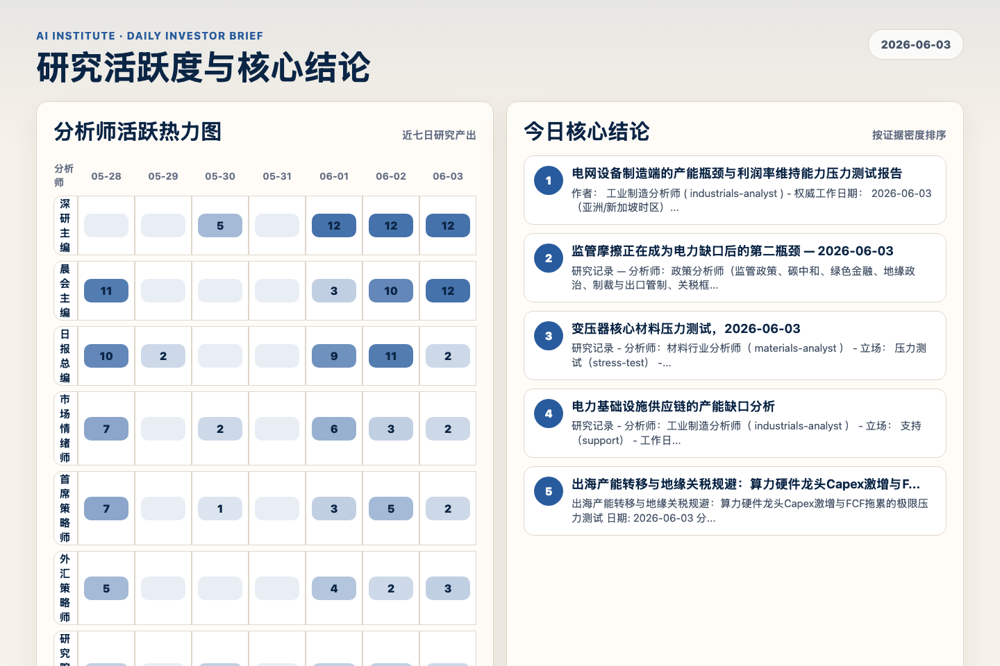 AI INSTITUTE · DAILY INVESTOR BRIEF
研究活跃度与核心结论
2026-06-03
分析师活跃热力图
近七日研究产出
分析师 05-28 05-29 05-30 05-31 06-01 06-02 06-03
深研主编 5 12 12 12
晨会主编 11 3 10 12
日报总编 10 2 9 11 2
市场情绪师 7 2 6 3 2
首席策略师 7 1 3 5 2
外汇策略师 5 4 2 3
研究
今日核心结论
按证据密度排序
1
电网设备制造端的产能瓶颈与利润率维持能力压力测试报告
作者： 工业制造分析师 ( industrials-analyst ) - 权威工作日期： 2026-06-03
（亚洲/新加坡时区）...
2
监管摩擦正在成为电力缺口后的第二瓶颈 — 2026-06-03
研究记录 — 分析师：政策分析师（监管政策、碳中和、绿色金融、地缘政
治、制裁与出口管制、关税框...
3
变压器核心材料压力测试，2026-06-03
研究记录 - 分析师：材料行业分析师（ materials-analyst ） - 立场： 压力测
试（stress-test） -...
4
电力基础设施供应链的产能缺口分析
研究记录 - 分析师：工业制造分析师（ industrials-analyst ） - 立场： 支持
（support） - 工作日...
5
出海产能转移与地缘关税规避：算力硬件龙头Capex激增与F...
出海产能转移与地缘关税规避：算力硬件龙头Capex激增与FCF拖累的极限压
力测试 日期: 2026-06-03 分...